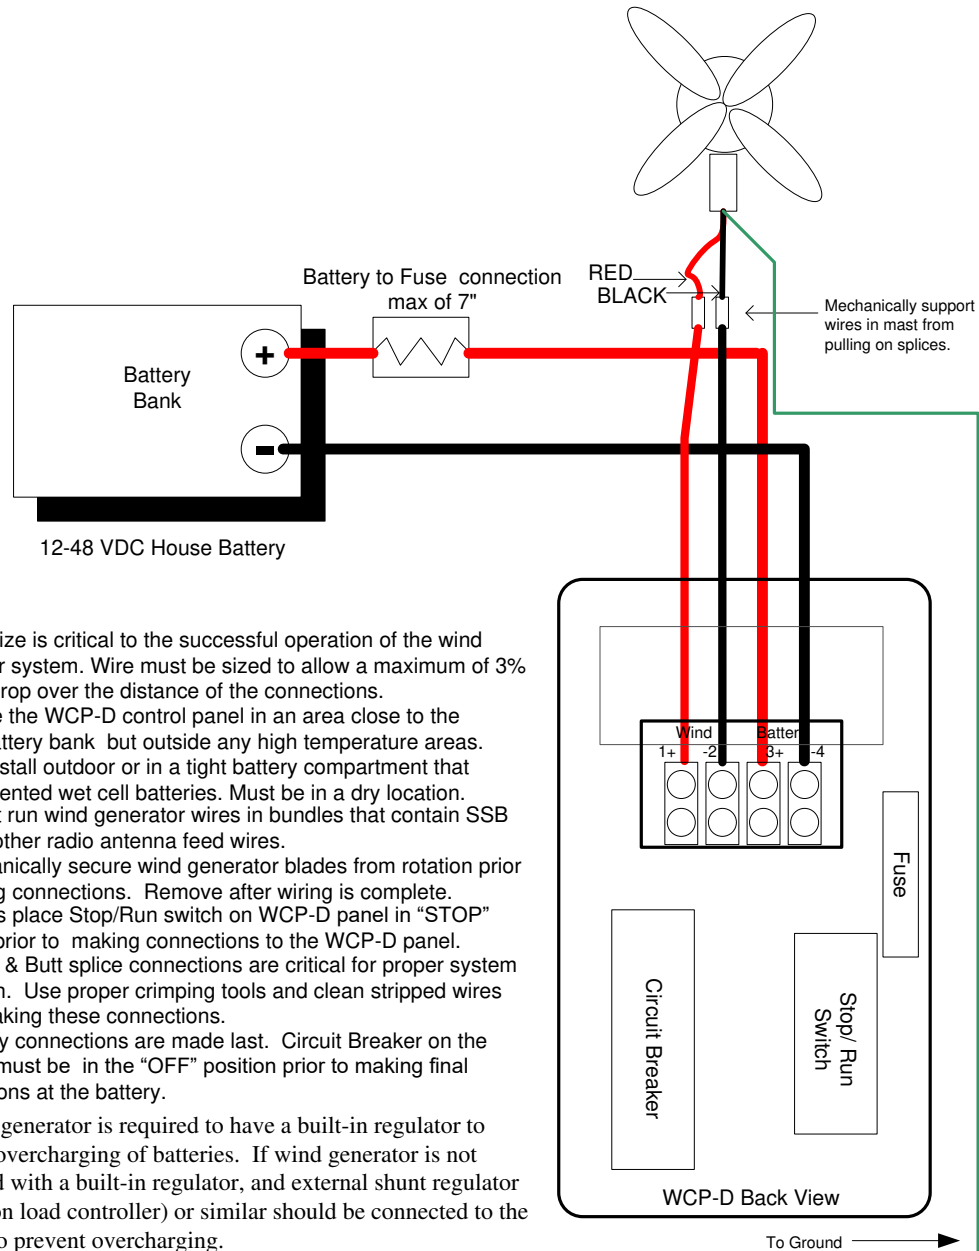 Battery to Fuse connection
max of 7"
RED
BLACK
Mechanically support
wires in mast from
pulling on splices.
+
Battery
Bank
-
12-48 VDC House Battery
ize is critical to the successful operation of the wind
r system. Wire must be sized to allow a maximum of 3%
rop over the distance of the connections.
e the WCP-D control panel in an area close to the
attery bank but outside any high temperature areas.
stall outdoor or in a tight battery compartment that
ented wet cell batteries. Must be in a dry location.
t run wind generator wires in bundles that contain SSB
other radio antenna feed wires.
anically secure wind generator blades from rotation prior
g connections. Remove after wiring is complete.
s place Stop/Run switch on WCP-D panel in “STOP”
prior to making connections to the WCP-D panel.
& Butt splice connections are critical for proper system
n. Use proper crimping tools and clean stripped wires
aking these connections.
y connections are made last. Circuit Breaker on the
must be in the “OFF” position prior to making final
ons at the battery.
generator is required to have a built-in regulator to
overcharging of batteries. If wind generator is not
d with a built-in regulator, and external shunt regulator
on load controller) or similar should be connected to the
o prevent overcharging.
Wind Batter
1+ -2 3+ -4
Fuse
Circuit Breaker
Stop/ Run
Switch
WCP-D Back View
To Ground